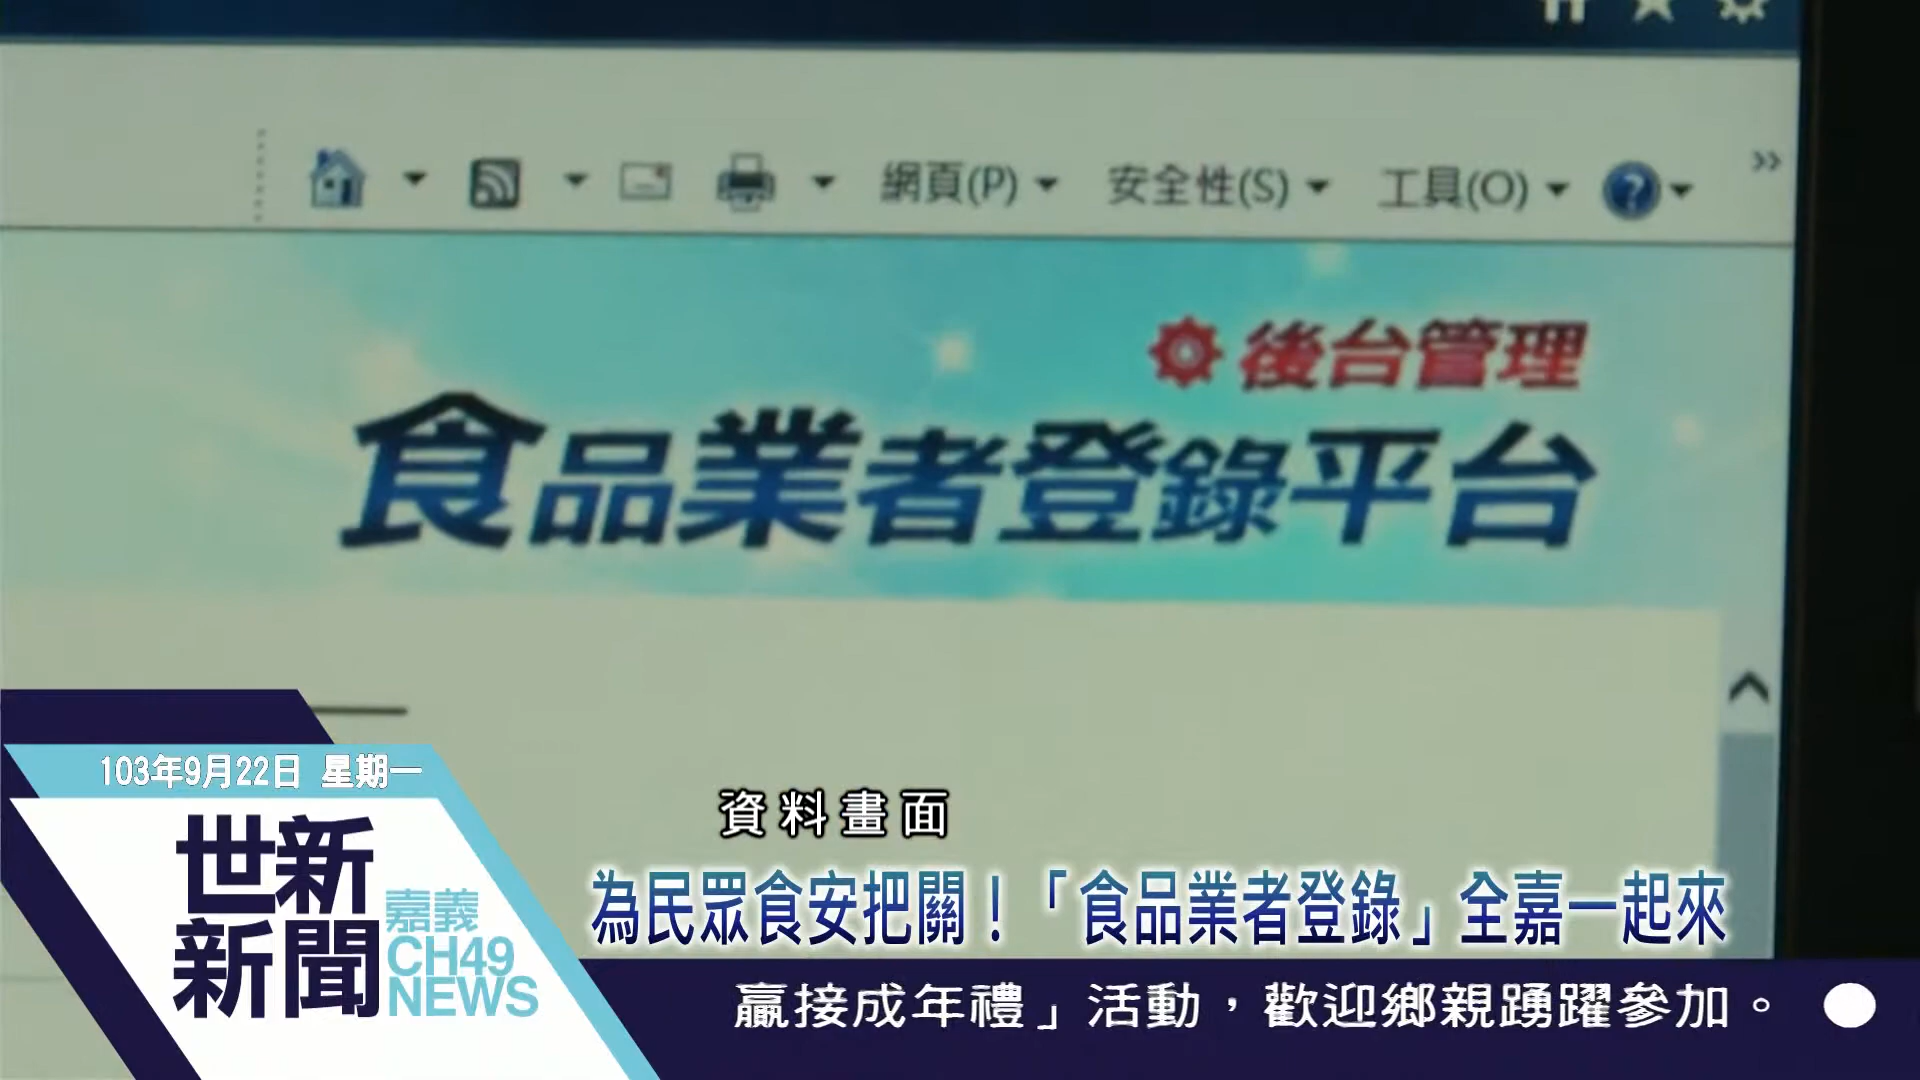 網頁(P) 安全性(S) 工具(O)
後台管理
食品業者登錄平台
103年9月22日 星期一
世新
新聞
嘉義
CH49
NEWS
資料畫面
為民眾食安把關！「食品業者登錄」全嘉一起來
贏接成年禮」活動，歡迎鄉親踴躍參加。